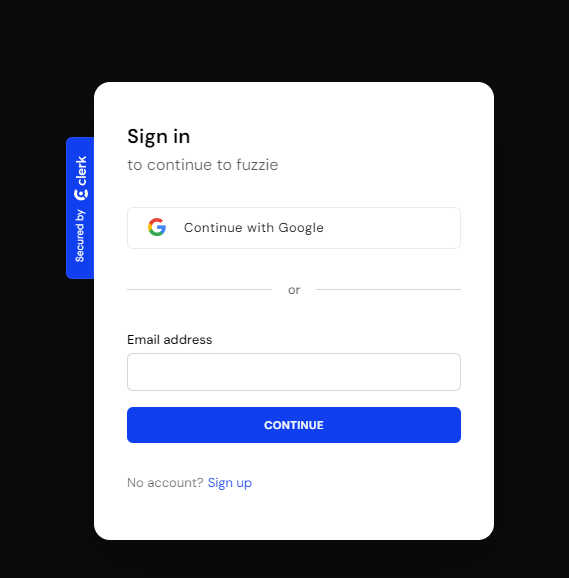 Sign in
to continue to fuzzie
Secured by clerk
Continue with Google
or
Email address
CONTINUE
No account? Sign up